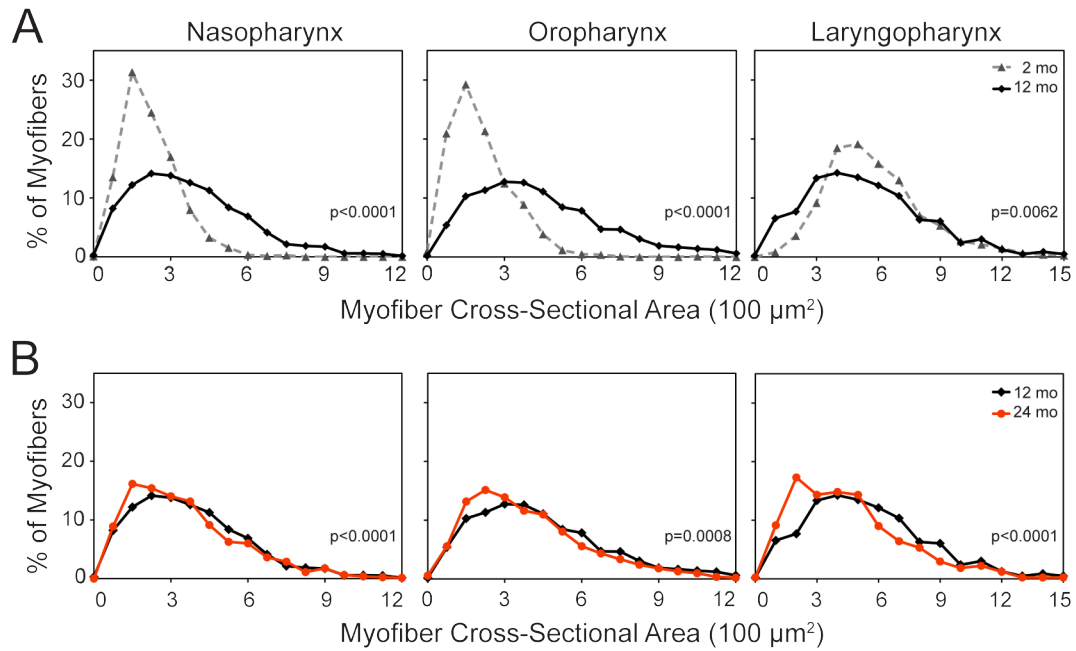 A
Nasopharynx Oropharynx Laryngopharynx
% of Myofibers
30
20
10
0
2 mo
12 mo
p<0.0001 p<0.0001 p=0.0062
0 3 6 9 12 0 3 6 9 12 0 3 6 9 12 15
Myofiber Cross-Sectional Area (100 µm²)
B
% of Myofibers
30
20
10
0
12 mo
24 mo
p<0.0001 p=0.0008 p<0.0001
0 3 6 9 12 0 3 6 9 12 0 3 6 9 12 15
Myofiber Cross-Sectional Area (100 µm²)